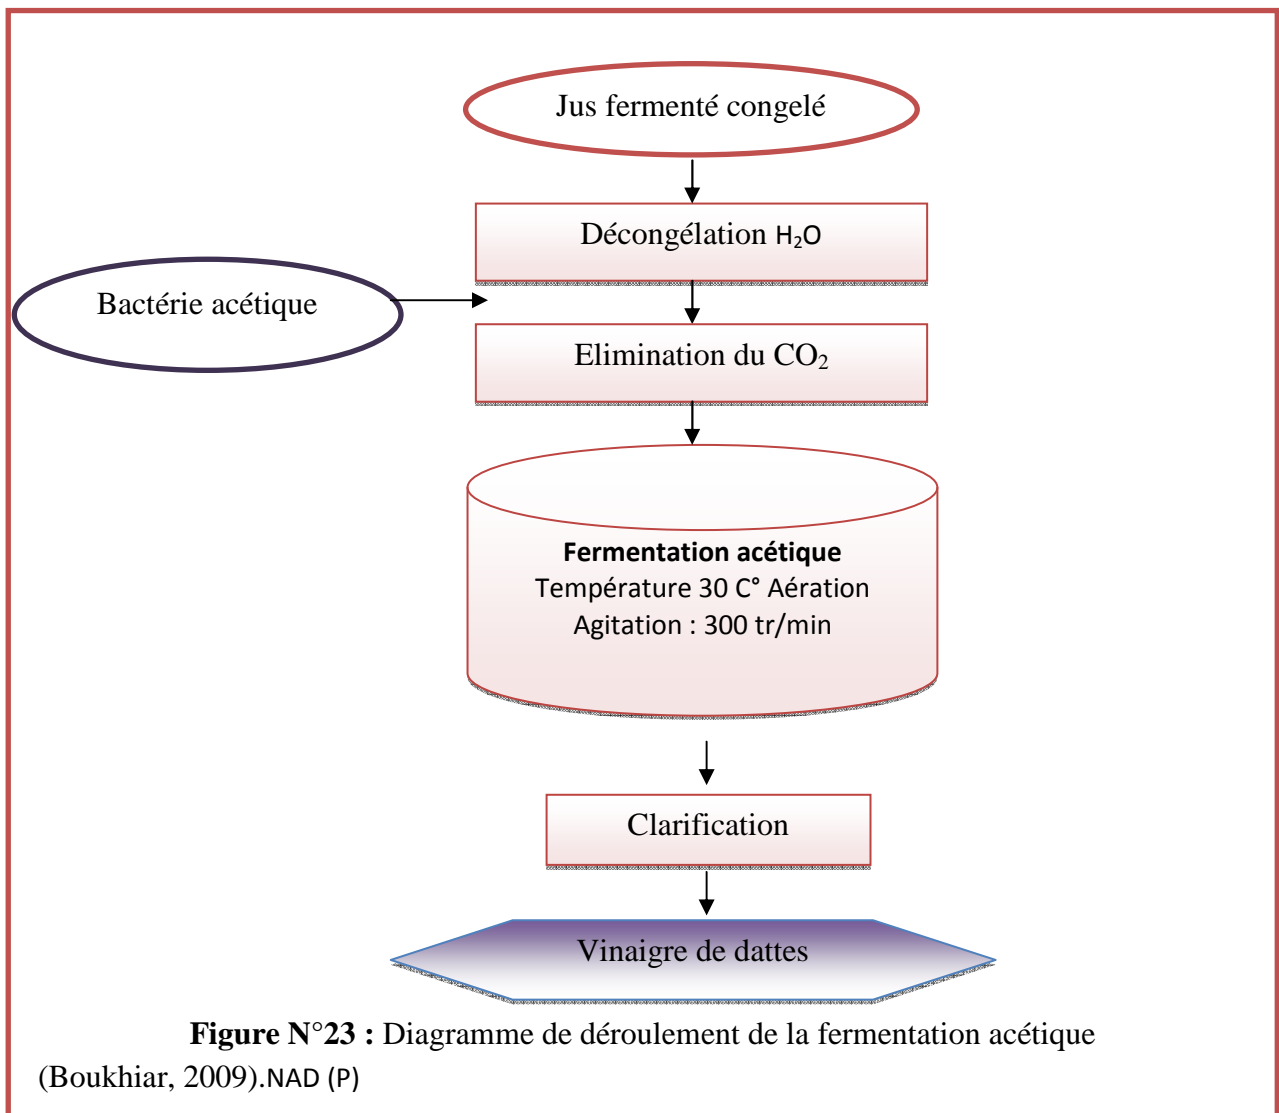 Jus fermenté congelé
Décongélation H₂O
Bactérie acétique
Elimination du CO₂
Fermentation acétique
Température 30 C° Aération
Agitation : 300 tr/min
Clarification
Vinaigre de dattes
Figure N°23 : Diagramme de déroulement de la fermentation acétique
(Boukhiar, 2009).NAD (P)